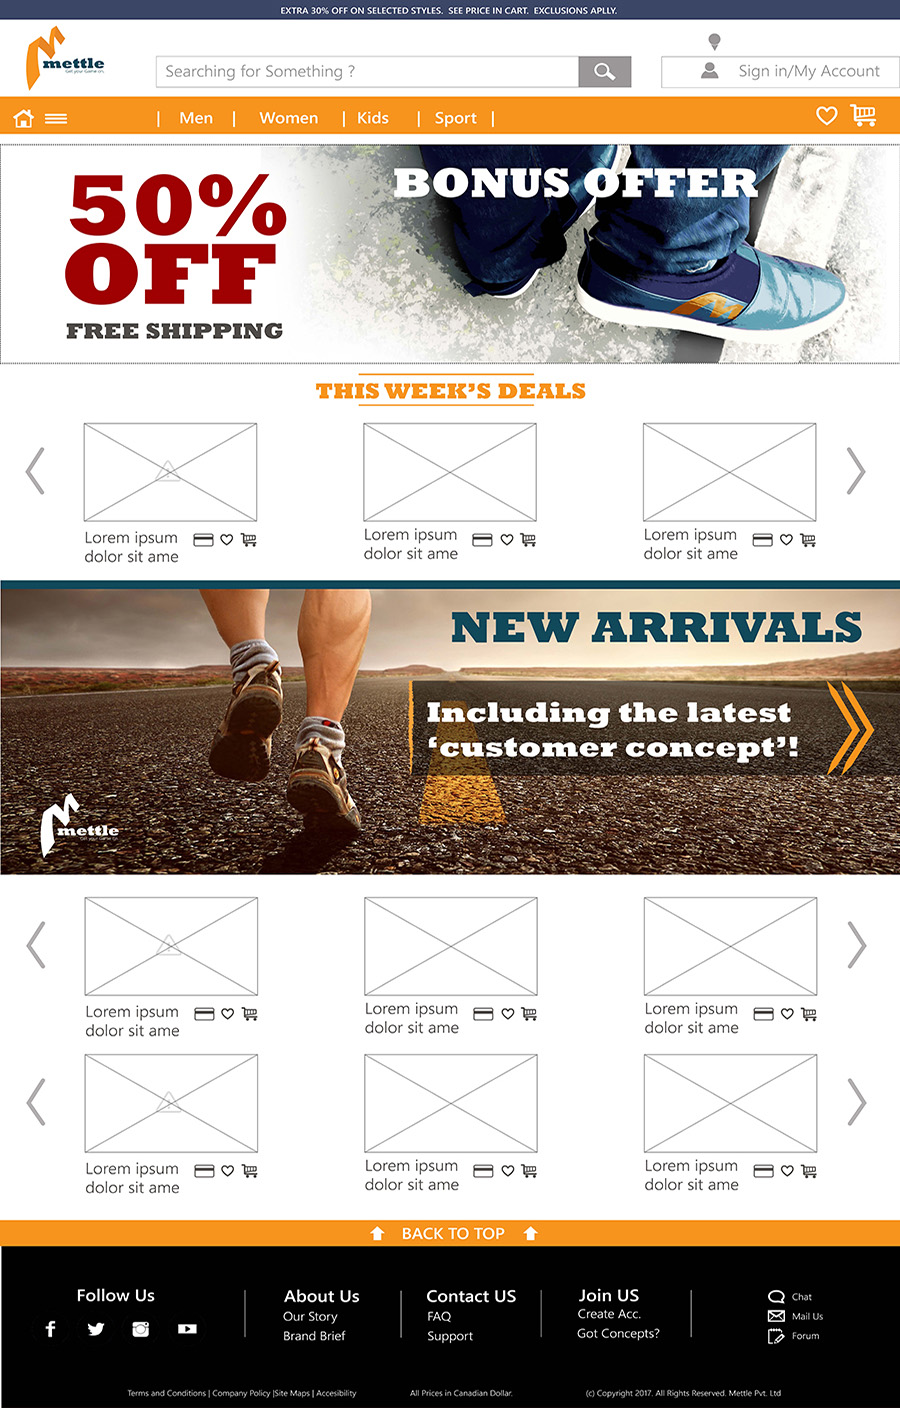 EXTRA 30% OFF ON SELECTED STYLES.  SEE PRICE IN CART.  EXCLUSIONS APLLY.
mettle
Get your Game on.
Searching for Something ?
Sign in/My Account
| Men | Women | Kids | Sport |
50%
OFF
FREE SHIPPING
BONUS OFFER
THIS WEEK'S DEALS
Lorem ipsum
dolor sit ame
Lorem ipsum
dolor sit ame
Lorem ipsum
dolor sit ame
NEW ARRIVALS
Including the latest
'customer concept'!
mettle
Get your Game on.
Lorem ipsum
dolor sit ame
Lorem ipsum
dolor sit ame
Lorem ipsum
dolor sit ame
Lorem ipsum
dolor sit ame
Lorem ipsum
dolor sit ame
Lorem ipsum
dolor sit ame
BACK TO TOP
Follow Us
About Us
Our Story
Brand Brief
Contact US
FAQ
Support
Join US
Create Acc.
Got Concepts?
Chat
Mail Us
Forum
Terms and Conditions | Company Policy |Site Maps | Accesibility
All Prices in Canadian Dollar.
(c) Copyright 2017. All Rights Reserved. Mettle Pvt. Ltd